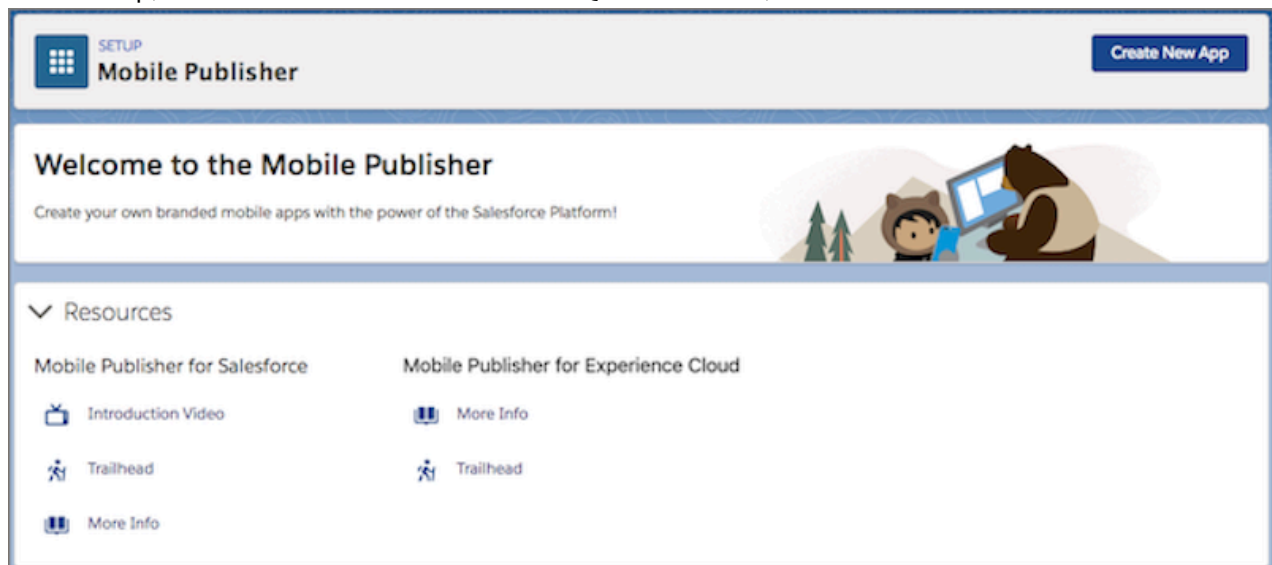 SETUP
Mobile Publisher
Create New App
Welcome to the Mobile Publisher
Create your own branded mobile apps with the power of the Salesforce Platform!
Resources
Mobile Publisher for Salesforce
Introduction Video
Trailhead
More Info
Mobile Publisher for Experience Cloud
More Info
Trailhead